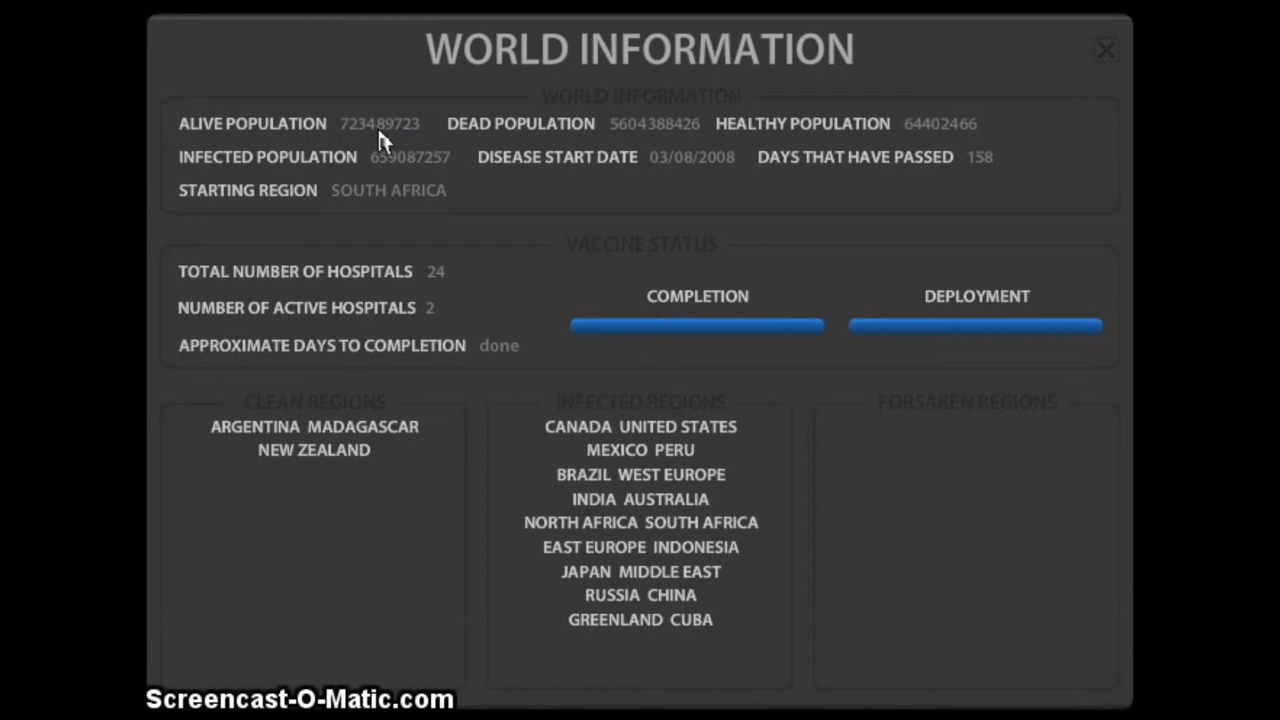 WORLD INFORMATION
WORLD INFORMATION
ALIVE POPULATION 723489723 DEAD POPULATION 5604388426 HEALTHY POPULATION 64402466
INFECTED POPULATION 659087257 DISEASE START DATE 03/08/2008 DAYS THAT HAVE PASSED 158
STARTING REGION SOUTH AFRICA
VACCINE STATUS
TOTAL NUMBER OF HOSPITALS 24
COMPLETION DEPLOYMENT
NUMBER OF ACTIVE HOSPITALS 2
APPROXIMATE DAYS TO COMPLETION done
CLEAN REGIONS
ARGENTINA MADAGASCAR
NEW ZEALAND
INFECTED REGIONS
CANADA UNITED STATES
MEXICO PERU
BRAZIL WEST EUROPE
INDIA AUSTRALIA
NORTH AFRICA SOUTH AFRICA
EAST EUROPE INDONESIA
JAPAN MIDDLE EAST
RUSSIA CHINA
GREENLAND CUBA
FORSAKEN REGIONS
Screencast-O-Matic.com